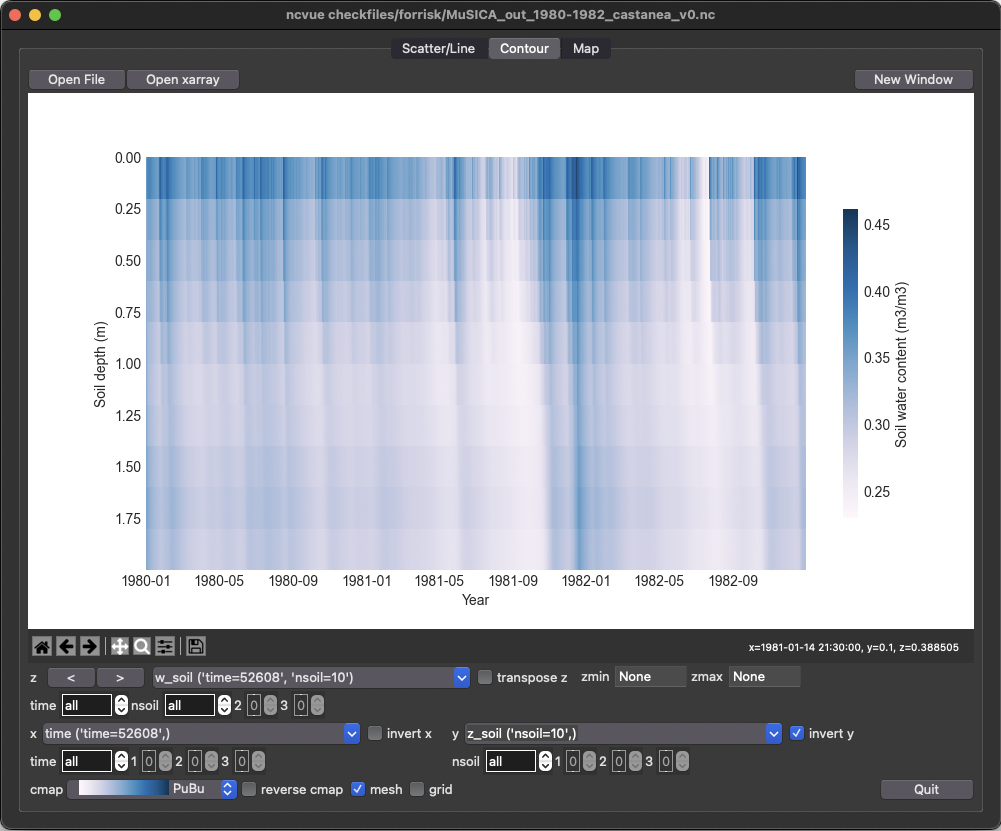 ncvue checkfiles/forrisk/MuSICA_out_1980-1982_castanea_v0.nc
Scatter/Line Contour Map
Open File Open xarray New Window
0.00
0.25
0.50
0.75
1.00
1.25
1.50
1.75
Soil depth (m)
1980-01 1980-05 1980-09 1981-01 1981-05 1981-09 1982-01 1982-05 1982-09
Year
0.45
0.40
0.35
0.30
0.25
Soil water content (m3/m3)
x=1981-01-14 21:30:00, y=0.1, z=0.388505
z < > w_soil ('time=52608', 'nsoil=10') transpose z zmin None zmax None
time all nsoil all 2 0 3 0
x time ('time=52608',) invert x y z_soil ('nsoil=10',) invert y
time all 1 0 2 0 3 0 nsoil all 1 0 2 0 3 0
cmap PuBu reverse cmap mesh grid Quit